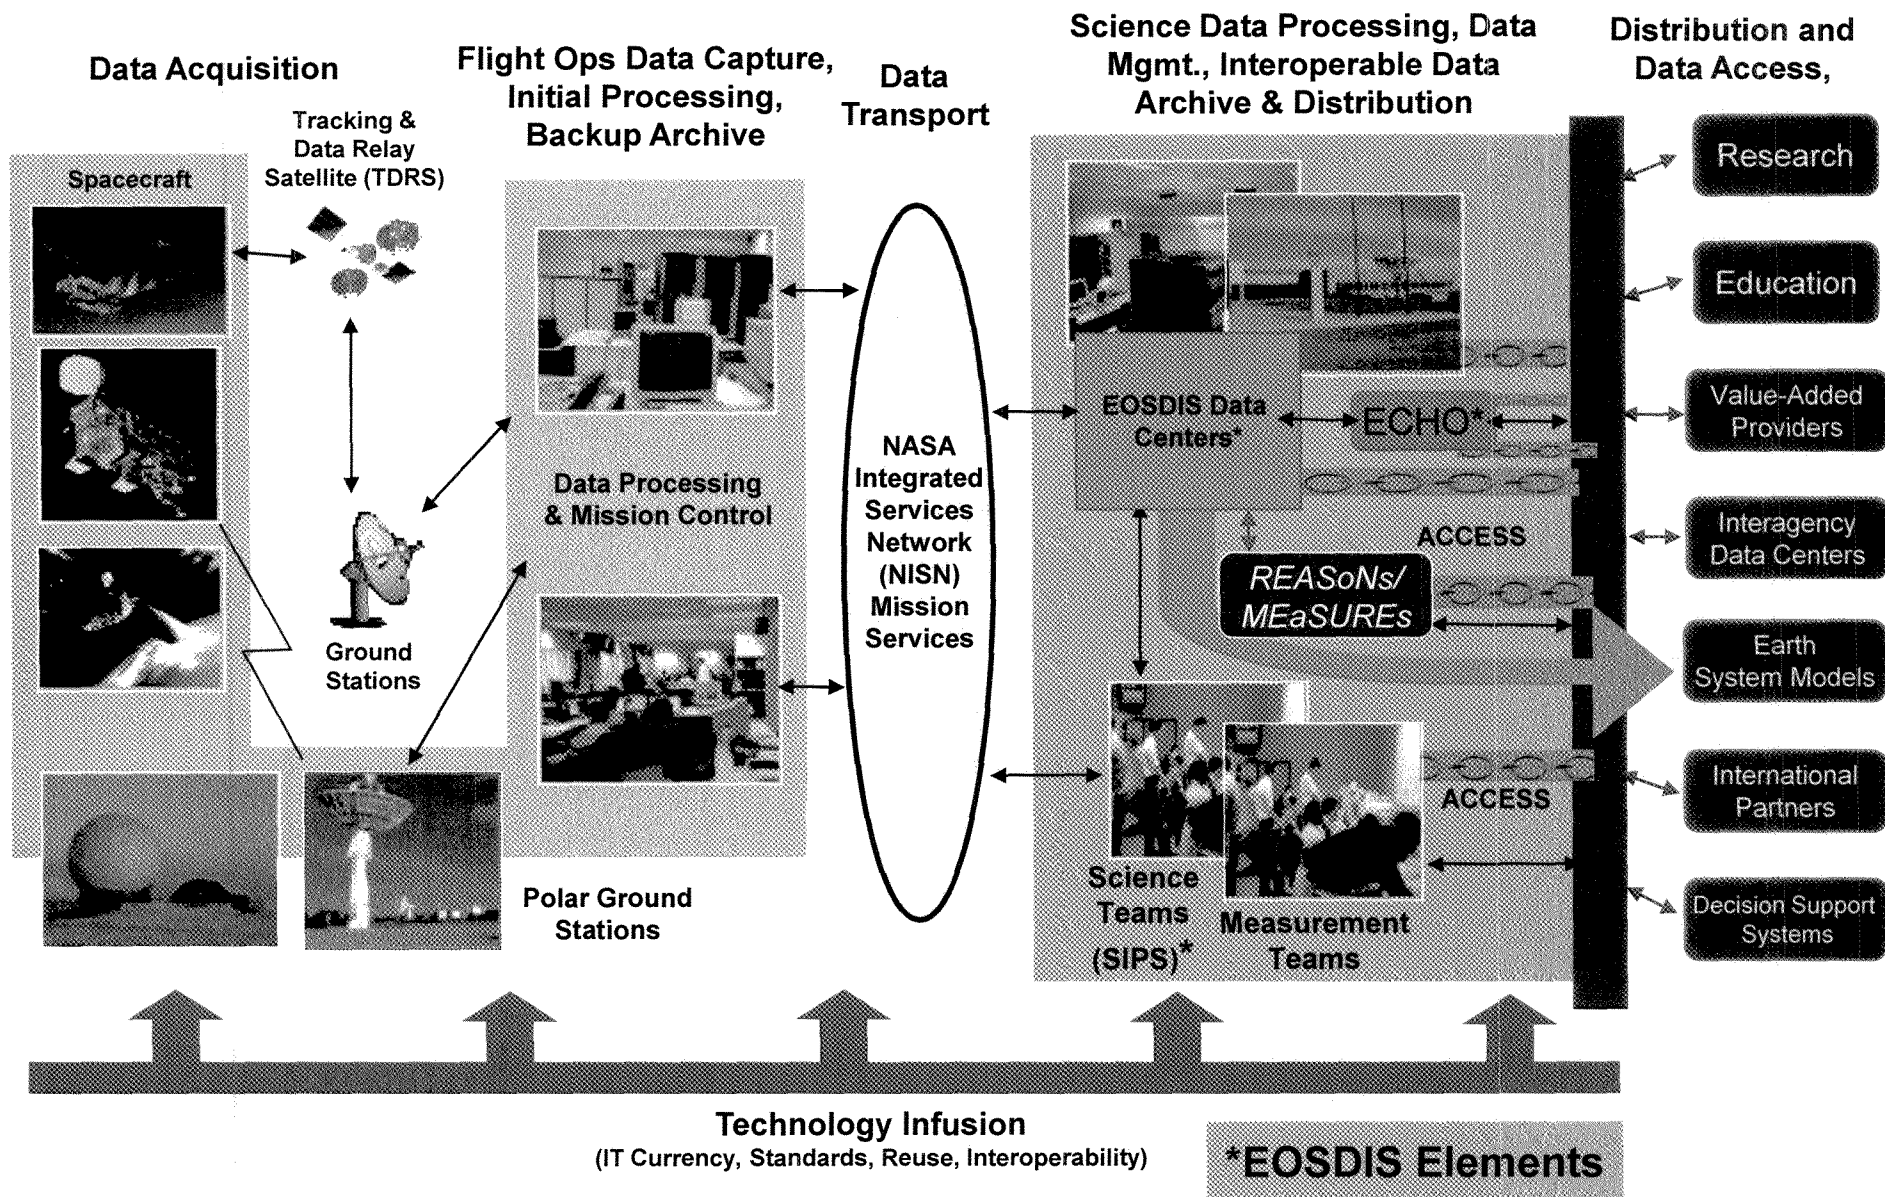 Data Acquisition
Flight Ops Data Capture,
Initial Processing,
Backup Archive
Data
Transport
Science Data Processing, Data
Mgmt., Interoperable Data
Archive & Distribution
Distribution and
Data Access,
Spacecraft
Tracking &
Data Relay
Satellite (TDRS)
Ground
Stations
Polar Ground
Stations
Data Processing
& Mission Control
NASA
Integrated
Services
Network
(NISN)
Mission
Services
EOSDIS Data
Centers*
ECHO*
ACCESS
REASoNs/
MEaSUREs
ACCESS
Science
Teams
(SIPS)*
Measurement
Teams
Research
Education
Value-Added
Providers
Interagency
Data Centers
Earth
System Models
International
Partners
Decision Support
Systems
Technology Infusion
(IT Currency, Standards, Reuse, Interoperability)
*EOSDIS Elements